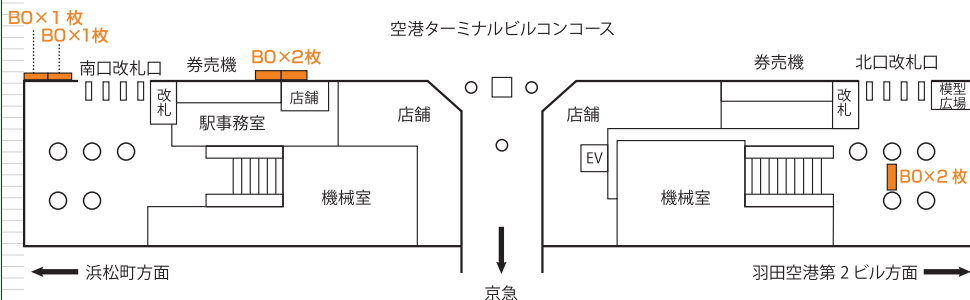 BO×1枚
BO×1枚
空港ターミナルビルコンコース
南口改札口
券売機
BO×2枚
券売機
北口改札口
改札
店舗
店舗
店舗
改札
模型広場
駅事務室
EV
機械室
機械室
BO×2枚
浜松町方面
京急
羽田空港第2ビル方面